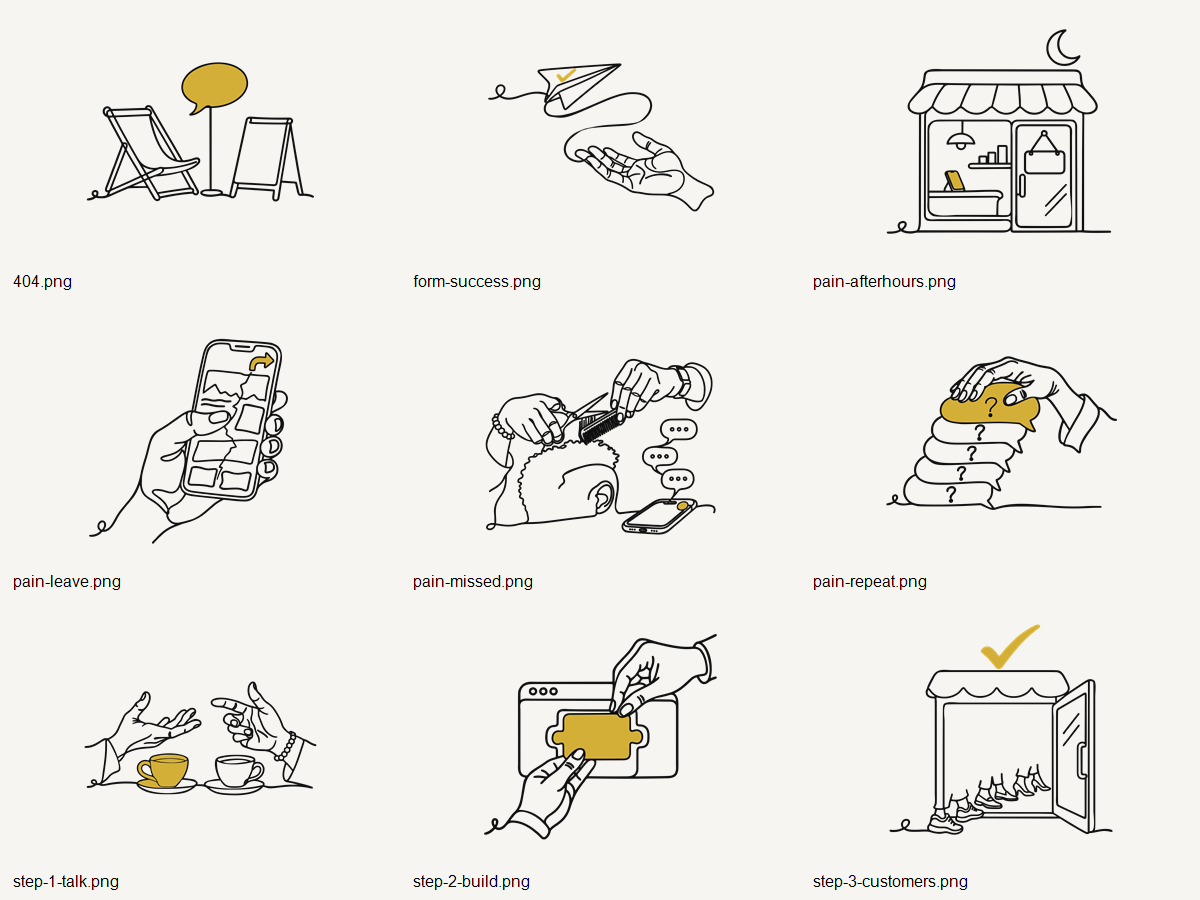 404.png
form-success.png
pain-afterhours.png
?
?
?
?
?
pain-leave.png
pain-missed.png
pain-repeat.png
step-1-talk.png
step-2-build.png
step-3-customers.png